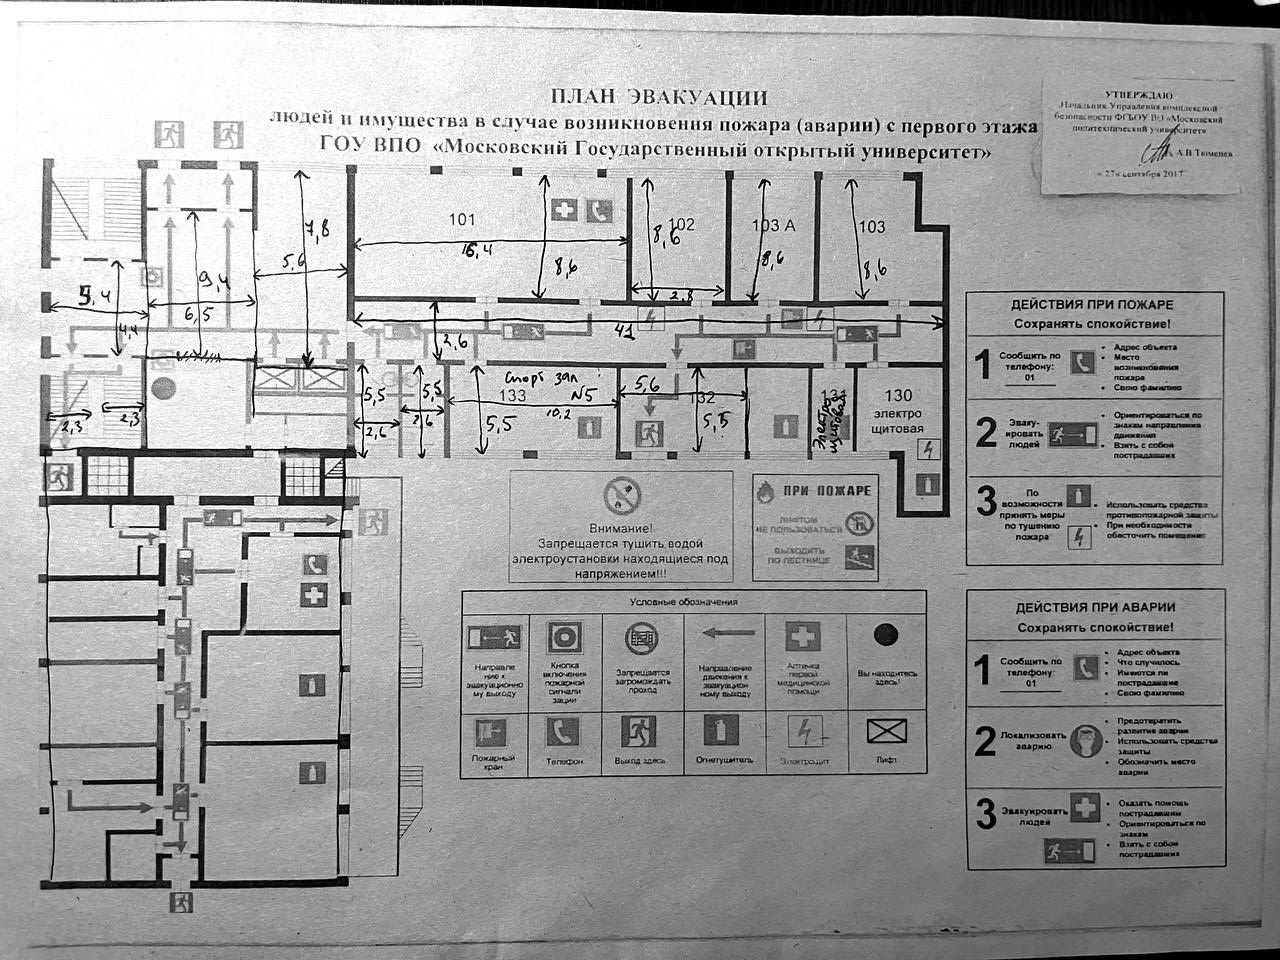 ПЛАН ЭВАКУАЦИИ
людей и имущества в случае возникновения пожара (аварии) с первого этажа
ГОУ ВПО «Московский Государственный открытый университет»
УТВЕРЖДАЮ
Начальник Управления комплексной
безопасности ФГБОУ ВО «Московский
политехнический университет»
А.В Тюменев
« 27» сентября 2017
101
102
103 А
103
7,8
5,6
9,4
6,5
4,4
2,3
2,3
16,4
8,6
8,6
2,8
8,6
8,6
41
2,6
5,5
2,6
5,5
2,6
Спорт зал
133
№5
10,2
5,5
5,6
132
5,5
131
Электро
щитовая
130
электро
щитовая
Внимание!
Запрещается тушить водой
электроустановки находящиеся под
напряжением!!!
ПРИ ПОЖАРЕ
ЛИФТОМ
НЕ ПОЛЬЗОВАТЬСЯ
ВЫХОДИТЬ
ПО ЛЕСТНИЦЕ
Условные обозначения
Направле
ние к
эвакуационно
му выходу
Кнопка
включения
пожарной
сигнали
зации
Запрещается
загромождать
проход
Направление
движения к
эвакуацион
ному выходу
Аптечка
первой
медицинской
помощи
Вы находитесь
здесь!
Пожарный
кран
Телефон
Выход здесь
Огнетушитель
Электрощит
Лифт
ДЕЙСТВИЯ ПРИ ПОЖАРЕ
Сохранять спокойствие!
1 Сообщить по
телефону:
01
• Адрес объекта
• Место
возникновения
пожара
• Свою фамилию
2 Эваку-
ировать
людей
• Ориентироваться по
знакам направления
движения
• Взять с собой
пострадавших
3 По
возможности
принять меры
по тушению
пожара
• Использовать средства
противопожарной защиты
• При необходимости
обесточить помещение
ДЕЙСТВИЯ ПРИ АВАРИИ
Сохранять спокойствие!
1 Сообщить по
телефону:
01
• Адрес объекта
• Что случилось
• Имеются ли
пострадавшие
• Свою фамилию
2 Локализовать
аварию
• Предотвратить
развитие аварии
• Использовать средства
защиты
• Обозначить место
аварии
3 Эвакуировать
людей
• Оказать помощь
пострадавшим
• Ориентироваться по
знакам
• Взять с собой
пострадавших